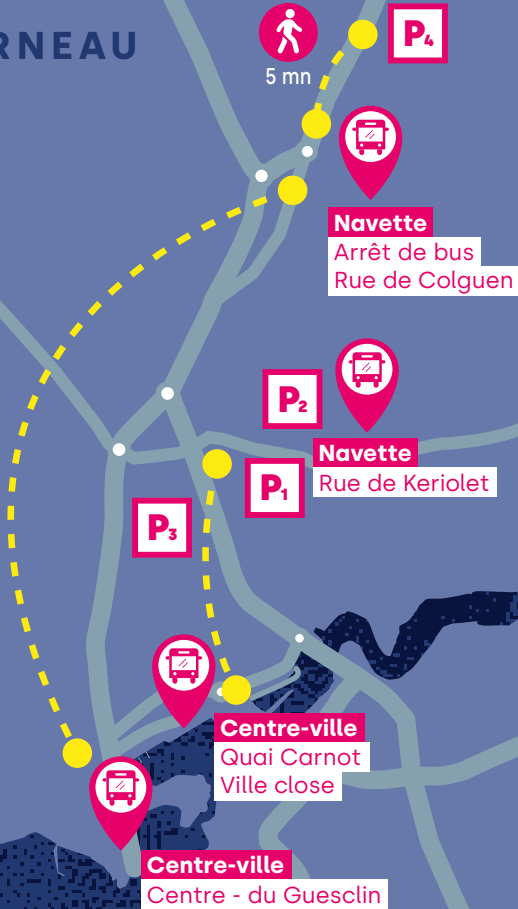 RNEAU
P4
5 mn
Navette
Arrêt de bus
Rue de Colguen
P2
Navette
Rue de Keriolet
P1
P3
Centre-ville
Quai Carnot
Ville close
Centre-ville
Centre - du Guesclin